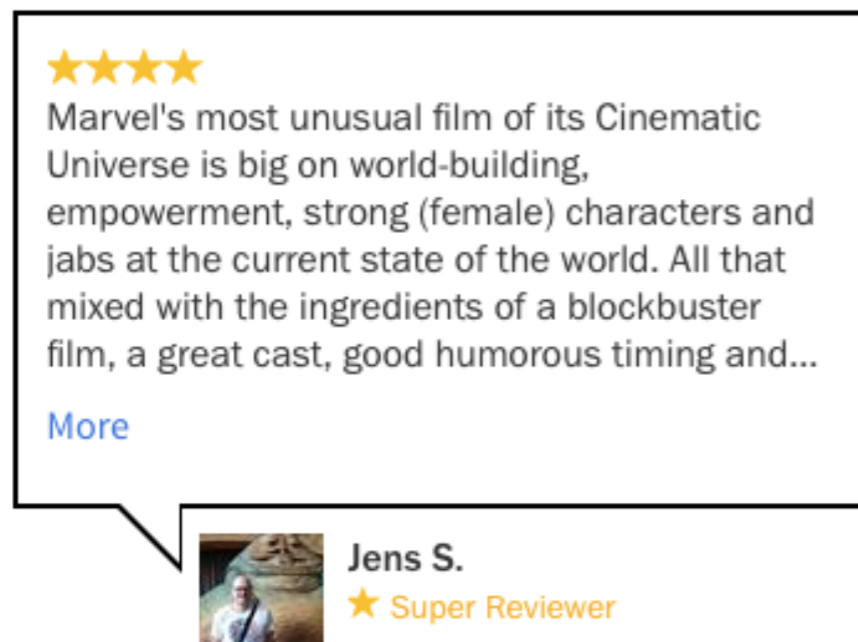 Marvel's most unusual film of its Cinematic
Universe is big on world-building,
empowerment, strong (female) characters and
jabs at the current state of the world. All that
mixed with the ingredients of a blockbuster
film, a great cast, good humorous timing and...
More
Jens S.
Super Reviewer